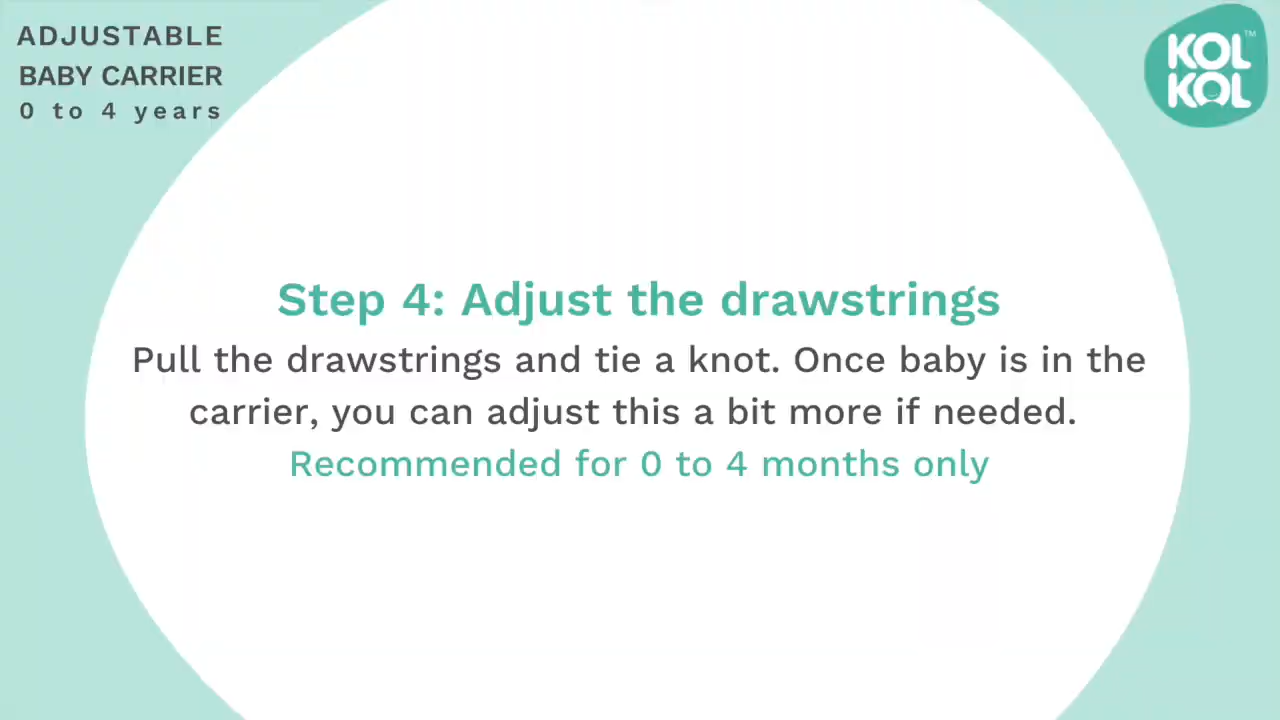 ADJUSTABLE
BABY CARRIER
0 to 4 years
KOL
KOL
TM
Step 4: Adjust the drawstrings
Pull the drawstrings and tie a knot. Once baby is in the
carrier, you can adjust this a bit more if needed.
Recommended for 0 to 4 months only